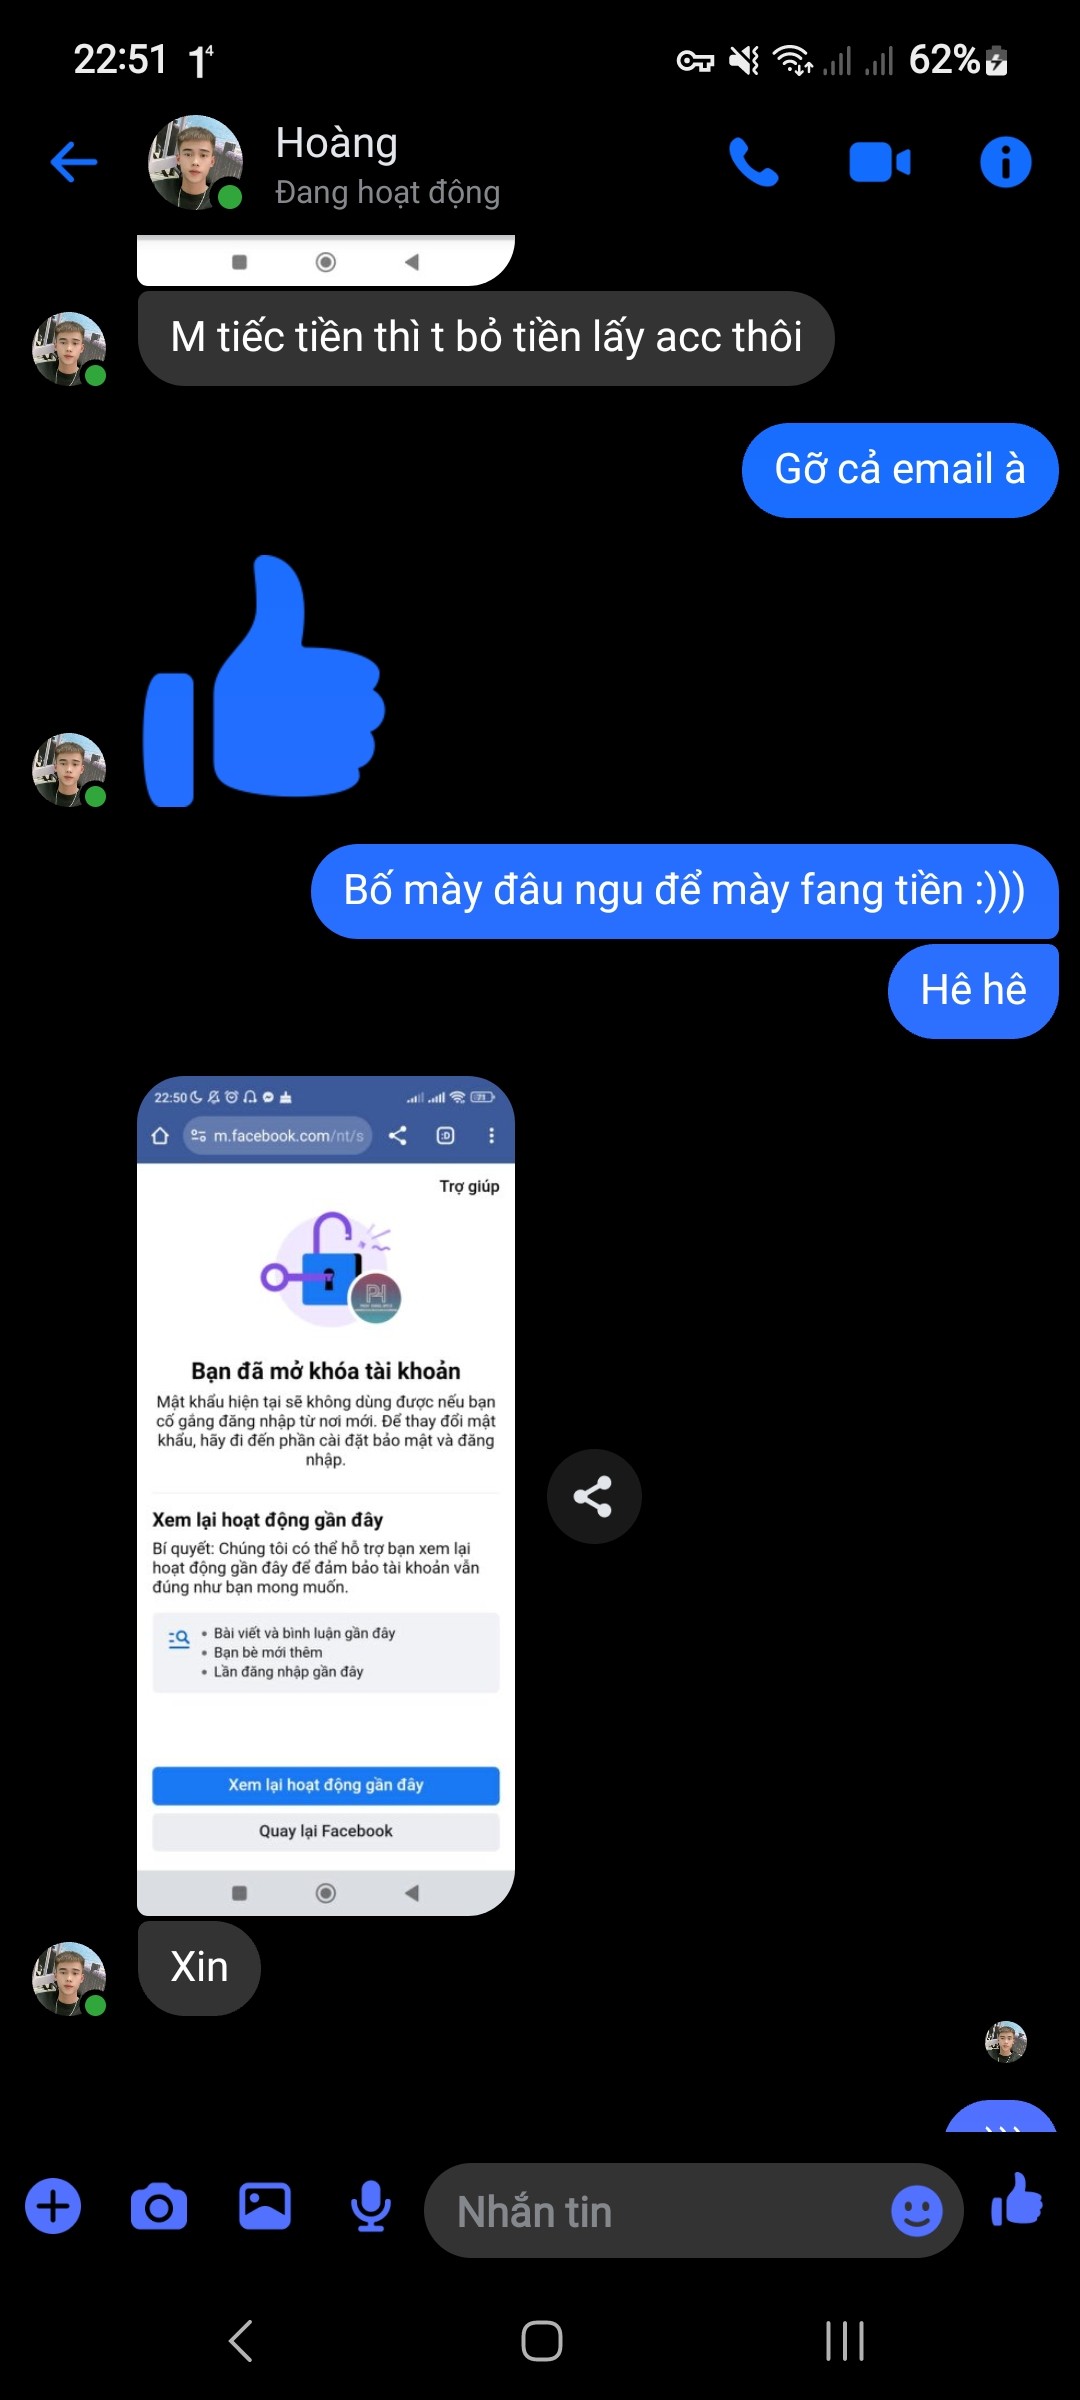 22:51 1⁴ 62%
Hoàng
Đang hoạt động
M tiếc tiền thì t bỏ tiền lấy acc thôi
Gỡ cả email à
Bố mày đâu ngu để mày fang tiền :)))
Hê hê
22:50
m.facebook.com/nt/s :D
Trợ giúp
PH
Bạn đã mở khóa tài khoản
Mật khẩu hiện tại sẽ không dùng được nếu bạn
cố gắng đăng nhập từ nơi mới. Để thay đổi mật
khẩu, hãy đi đến phần cài đặt bảo mật và đăng
nhập.
Xem lại hoạt động gần đây
Bí quyết: Chúng tôi có thể hỗ trợ bạn xem lại
hoạt động gần đây để đảm bảo tài khoản vẫn
đúng như bạn mong muốn.
• Bài viết và bình luận gần đây
• Bạn bè mới thêm
• Lần đăng nhập gần đây
Xem lại hoạt động gần đây
Quay lại Facebook
Xin
Nhắn tin